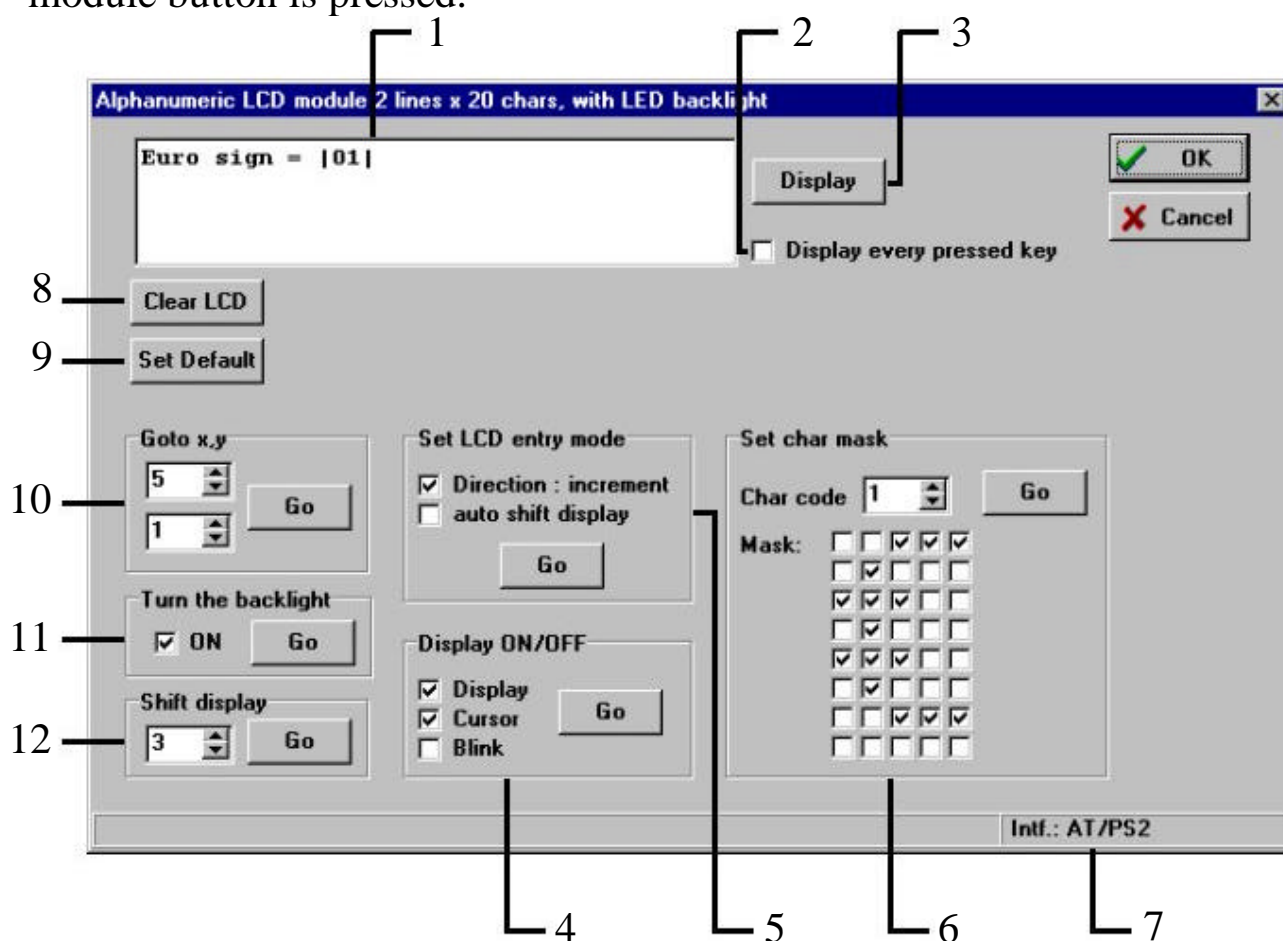 module button is pressed.
1 2 3
Alphanumeric LCD module 2 lines x 20 chars, with LED backlight
Euro sign = |01|
Display
OK
Cancel
Display every pressed key
8 Clear LCD
9 Set Default
Goto x,y
5
10 Go
1
Set LCD entry mode
Direction : increment
auto shift display
Go
Set char mask
Char code 1 Go
Mask:
Turn the backlight
11 ON Go
Shift display
12 3 Go
Display ON/OFF
Display
Cursor Go
Blink
Intf.: AT/PS2
4 5 6 7